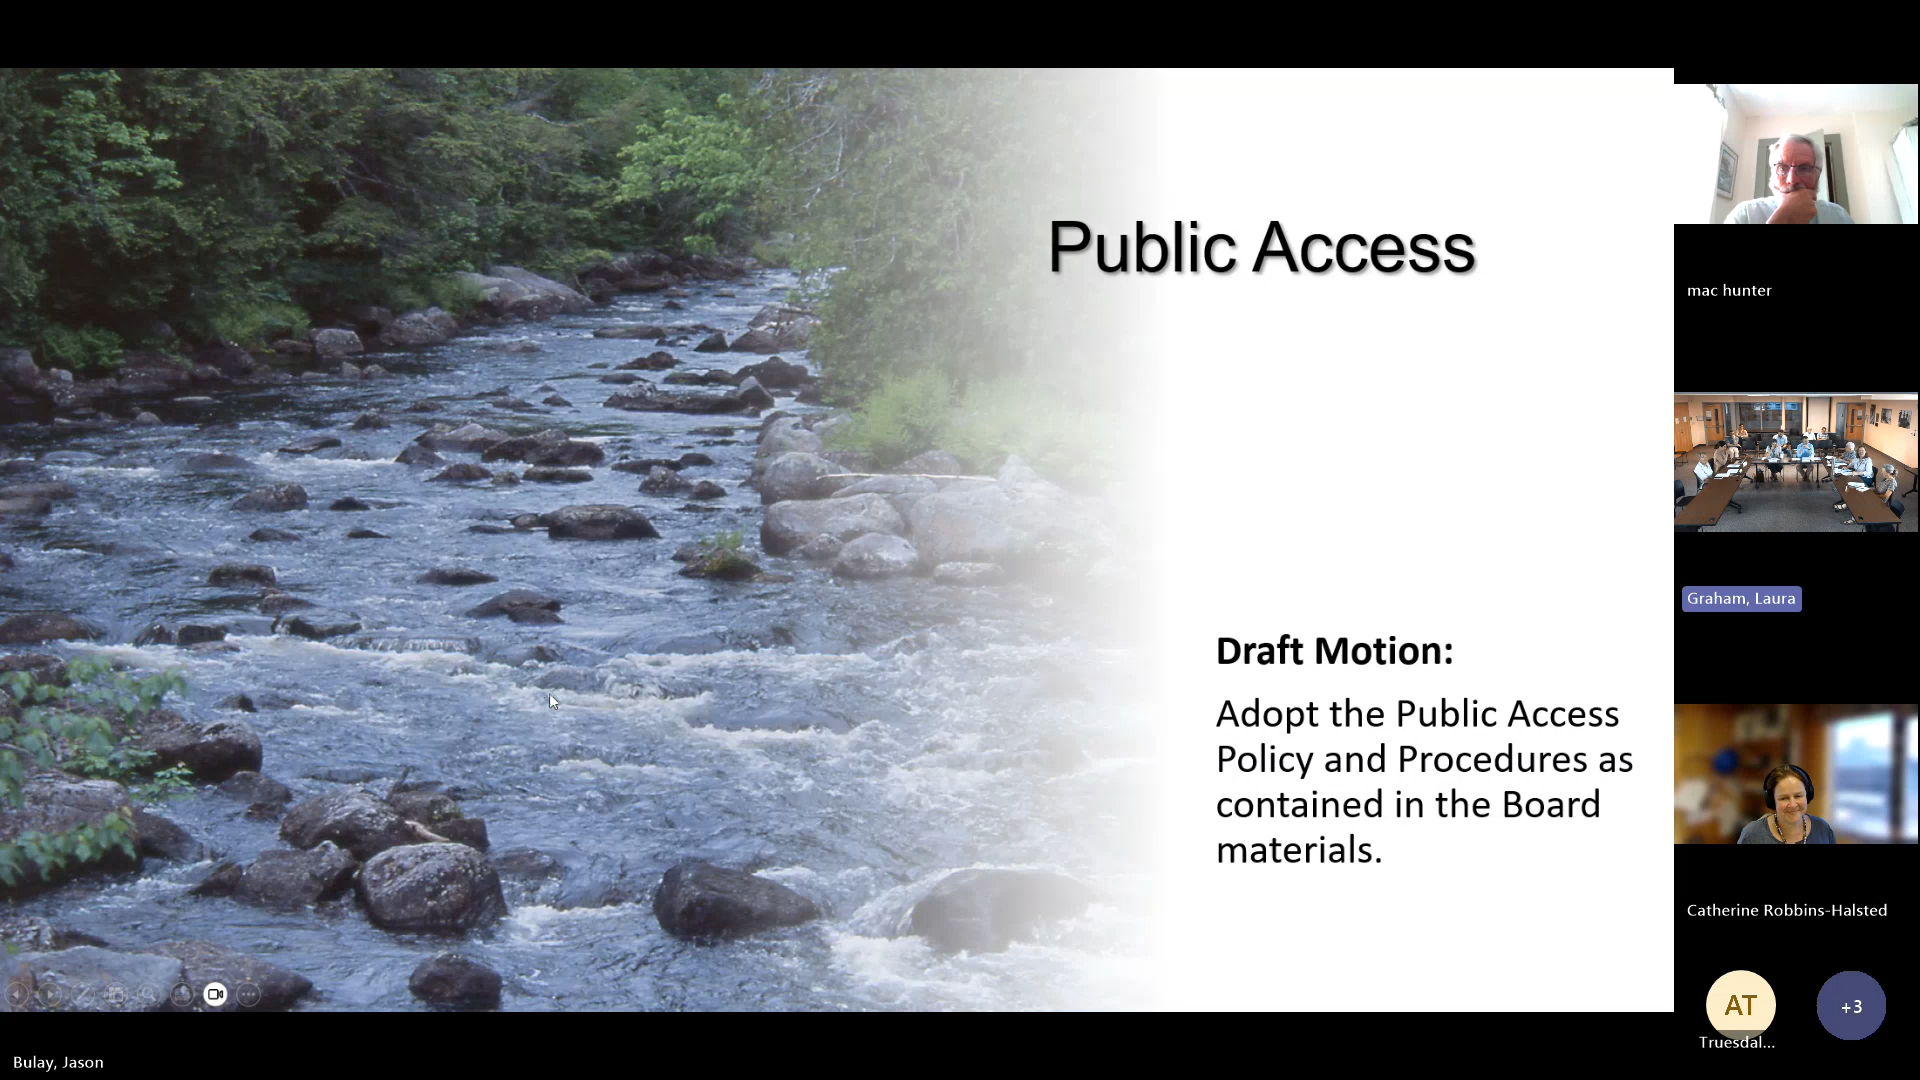 Public Access
Draft Motion:
Adopt the Public Access
Policy and Procedures as
contained in the Board
materials.
mac hunter
Graham, Laura
Catherine Robbins-Halsted
AT
+3
Truesdal...
Bulay, Jason